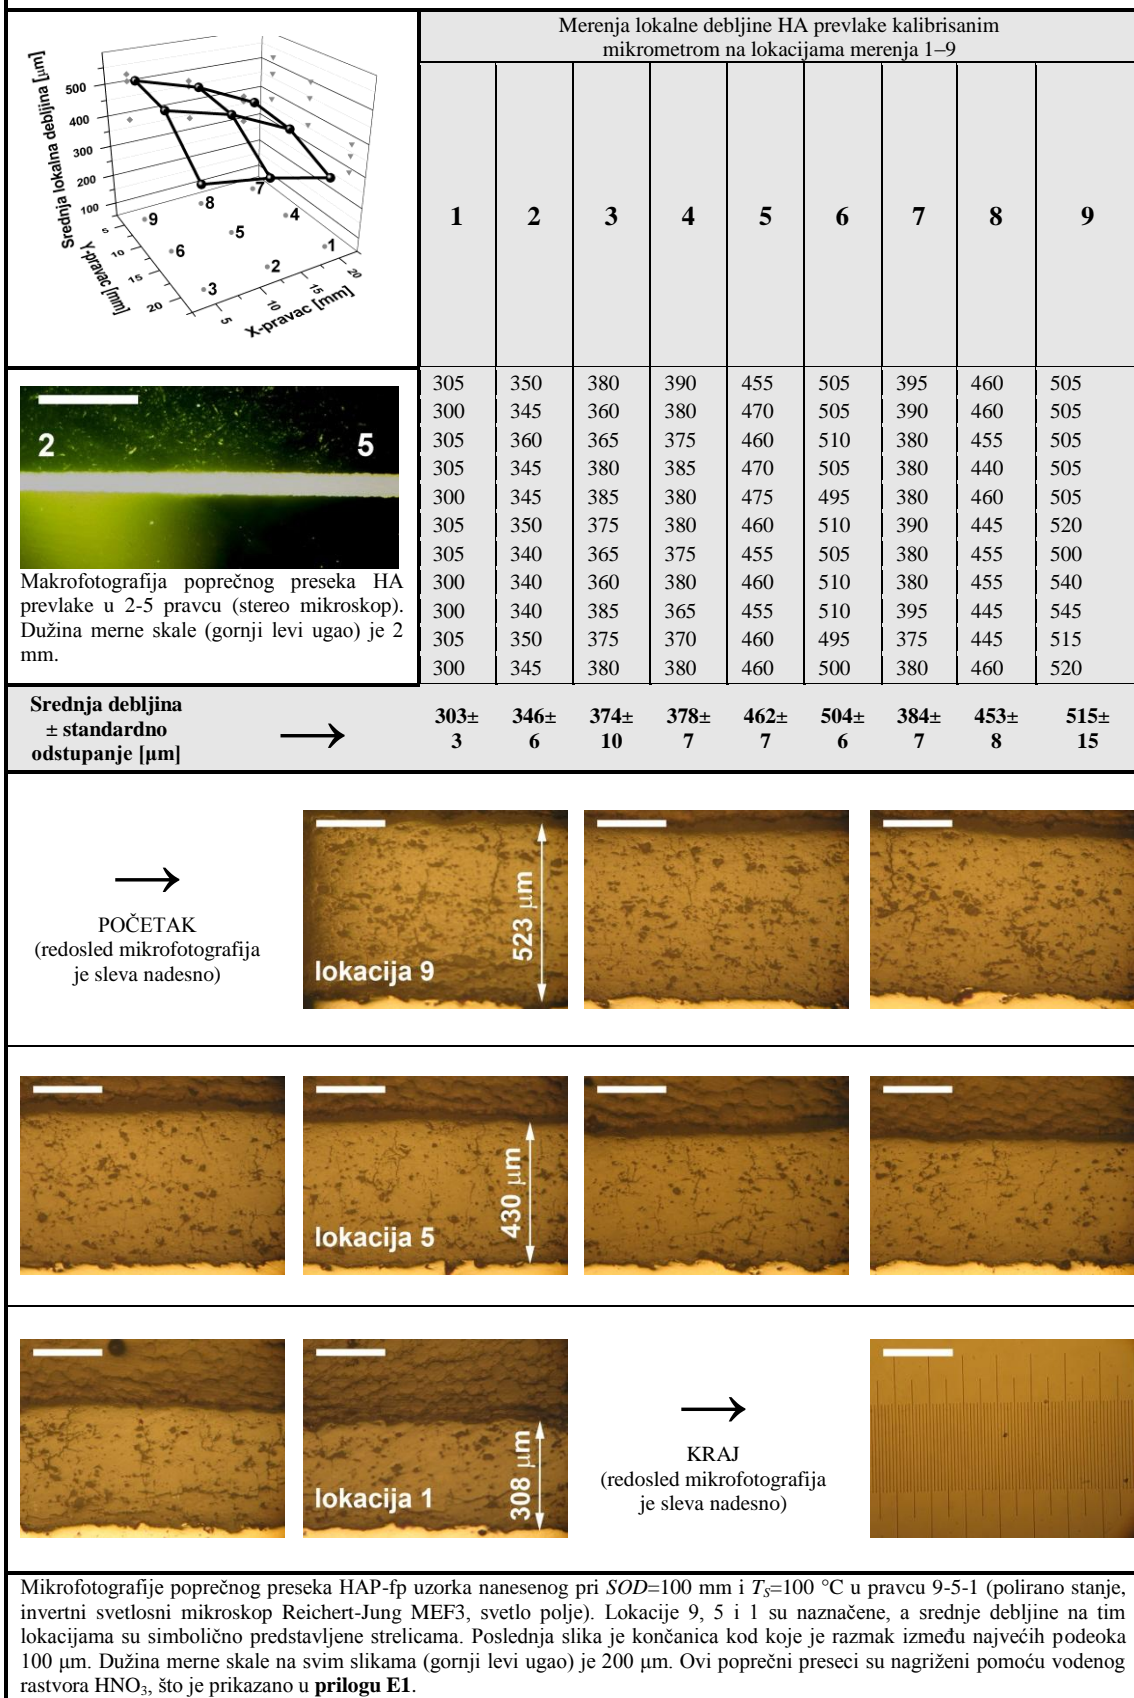 Merenja lokalne debljine HA prevlake kalibrisanim
mikrometrom na lokacijama merenja 1–9
Srednja lokalna debljina [μm]
500
400
300
200
100
5
10
15
20
Y-pravac [mm]
5
10
15
20
X-pravac [mm]
9
8
7
6
5
4
3
2
1
1 2 3 4 5 6 7 8 9
2 5
Makrofotografija poprečnog preseka HA
prevlake u 2-5 pravcu (stereo mikroskop).
Dužina merne skale (gornji levi ugao) je 2
mm.
305 350 380 390 455 505 395 460 505
300 345 360 380 470 505 390 460 505
305 360 365 375 460 510 380 455 505
305 345 380 385 470 505 380 440 505
300 345 385 380 475 495 380 460 505
305 350 375 380 460 510 390 445 520
305 340 365 375 455 505 380 455 500
300 340 360 380 460 510 380 455 540
300 340 385 365 455 510 395 445 545
305 350 375 370 460 495 375 445 515
300 345 380 380 460 500 380 460 520
Srednja debljina
± standardno
odstupanje [μm]
303± 346± 374± 378± 462± 504± 384± 453± 515±
3 6 10 7 7 6 7 8 15
POČETAK
(redosled mikrofotografija
je sleva nadesno)
lokacija 9
523 μm
lokacija 5
430 μm
lokacija 1
308 μm
KRAJ
(redosled mikrofotografija
je sleva nadesno)
Mikrofotografije poprečnog preseka HAP-fp uzorka nanesenog pri SOD=100 mm i Ts=100 °C u pravcu 9-5-1 (polirano stanje,
invertni svetlosni mikroskop Reichert-Jung MEF3, svetlo polje). Lokacije 9, 5 i 1 su naznačene, a srednje debljine na tim
lokacijama su simbolično predstavljene strelicama. Poslednja slika je končanica kod koje je razmak između najvećih podeoka
100 μm. Dužina merne skale na svim slikama (gornji levi ugao) je 200 μm. Ovi poprečni preseci su nagriženi pomoću vodenog
rastvora HNO₃, što je prikazano u prilogu E1.